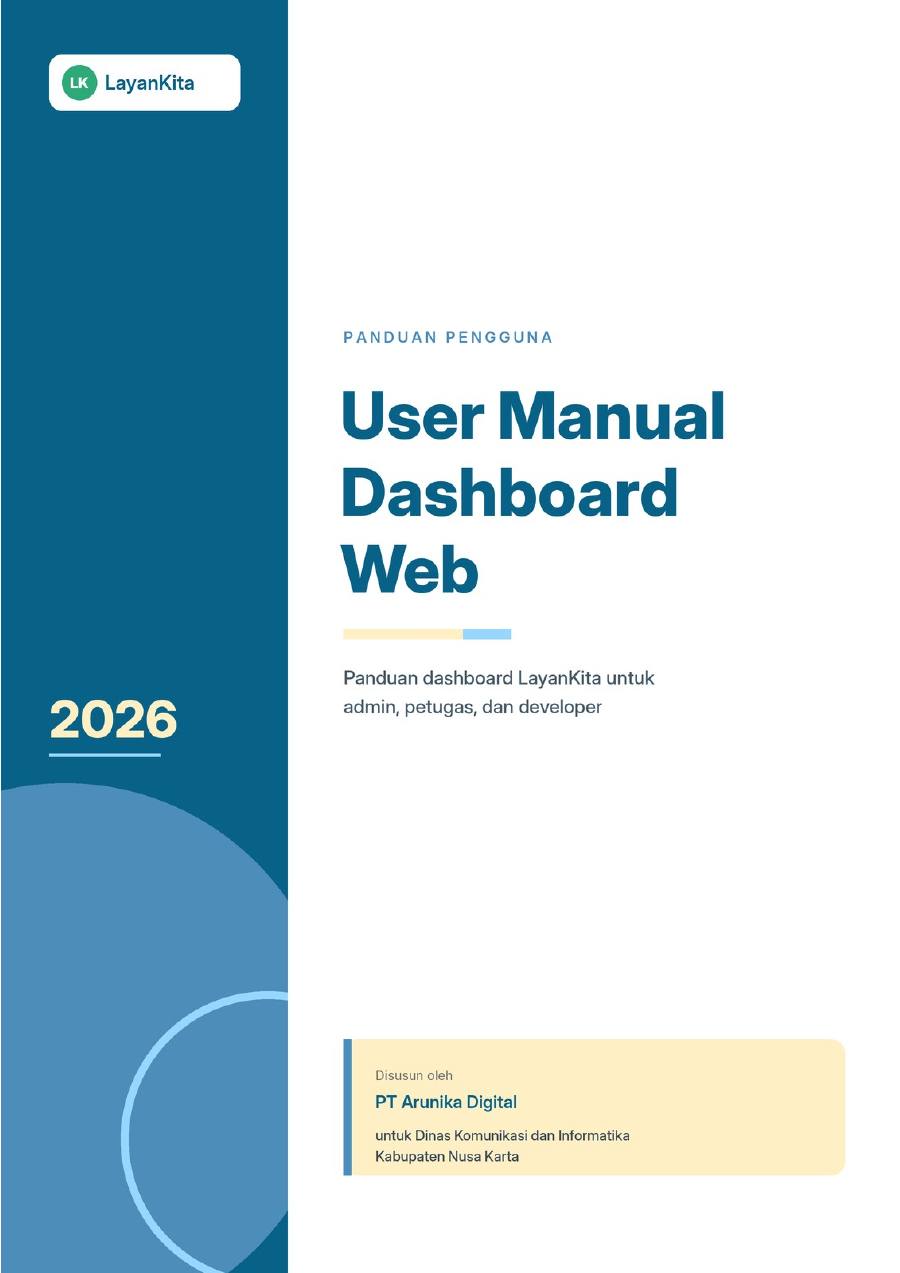 LK LayanKita
PANDUAN PENGGUNA
User Manual
Dashboard
Web
Panduan dashboard LayanKita untuk
admin, petugas, dan developer
2026
Disusun oleh
PT Arunika Digital
untuk Dinas Komunikasi dan Informatika
Kabupaten Nusa Karta